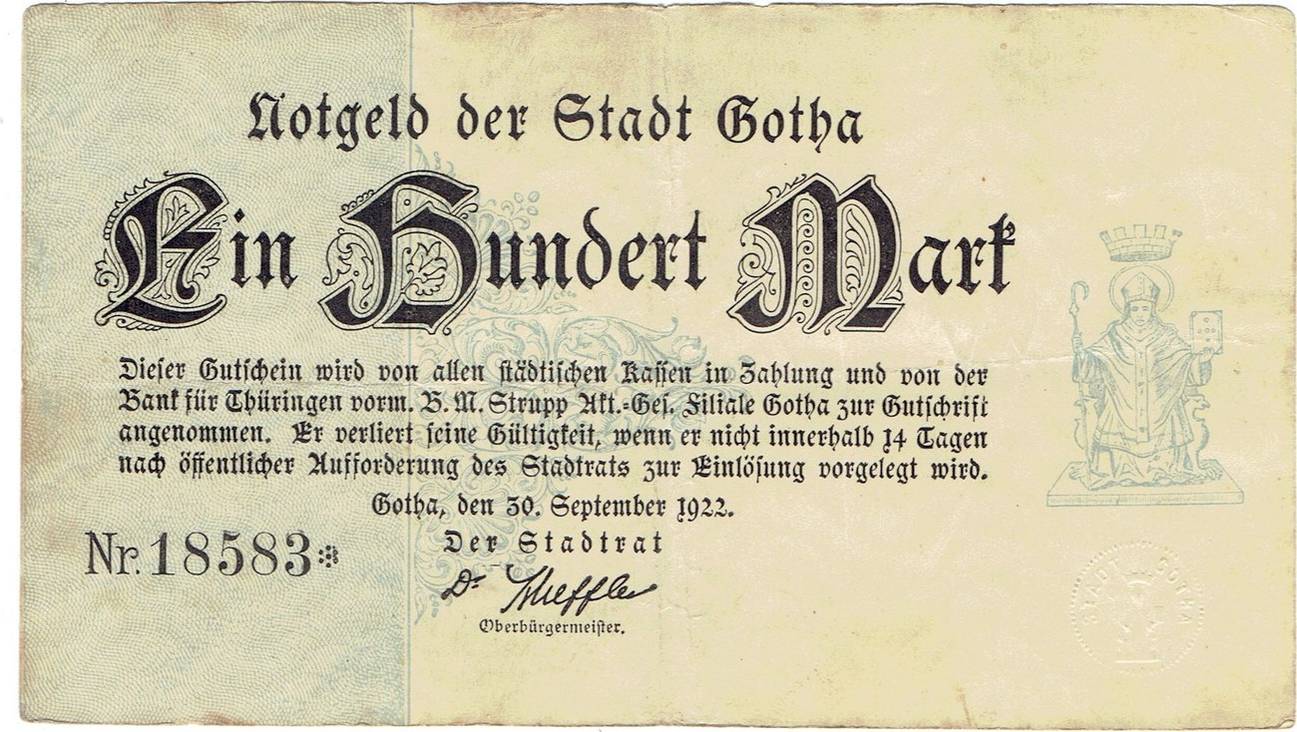 Notgeld der Stadt Gotha
Ein Hundert Mark
Dieser Gutschein wird von allen städtischen Kassen in Zahlung und von der
Bank für Thüringen vorm. B. M. Strupp Akt.=Ges. Filiale Gotha zur Gutschrift
angenommen. Er verliert seine Gültigkeit, wenn er nicht innerhalb 14 Tagen
nach öffentlicher Aufforderung des Stadtrats zur Einlösung vorgelegt wird.
Gotha, den 30. September 1922.
Der Stadtrat
Nr. 18583*
Dr Scheffler
Oberbürgermeister.
STADT GOTHA